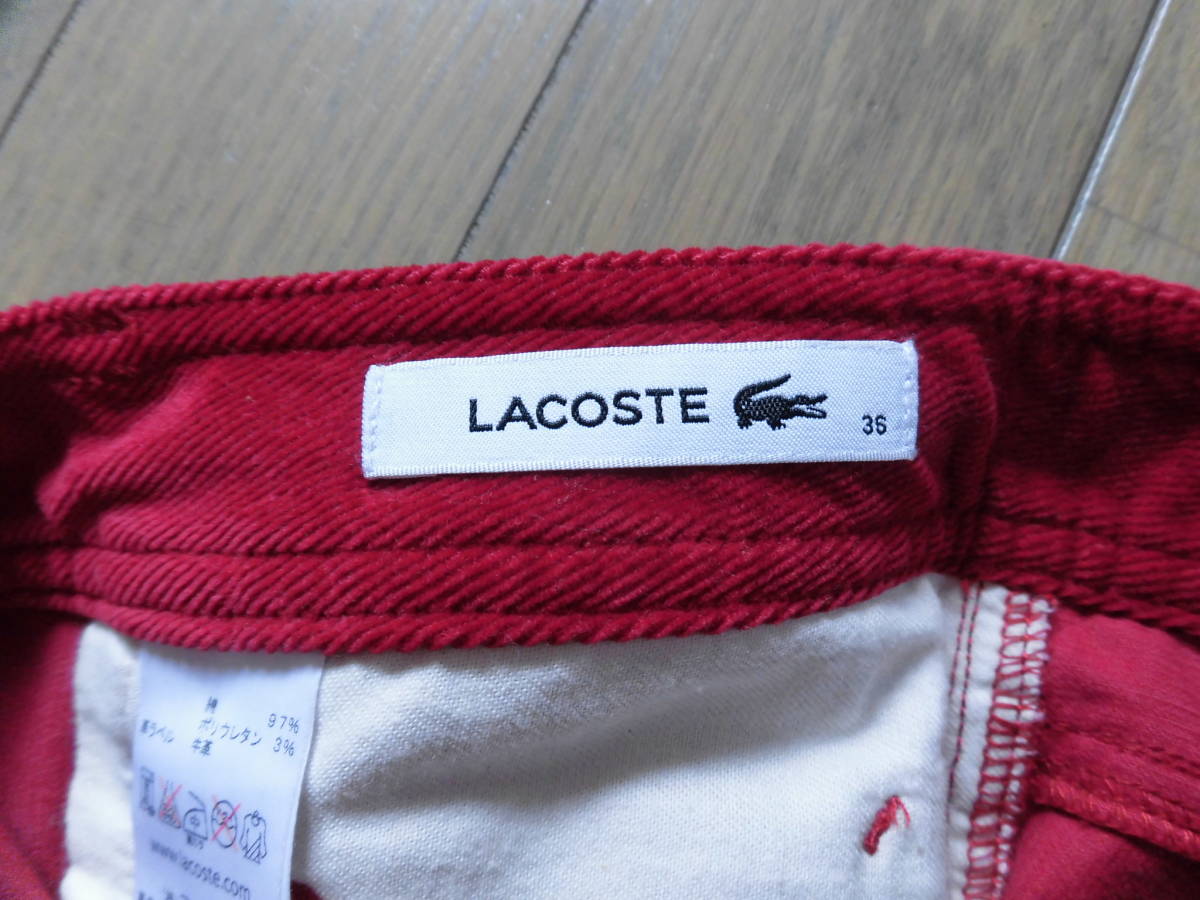 LACOSTE
36
綿 97%
ポリウレタン 3%
革ラベル 牛革
www.lacoste.com